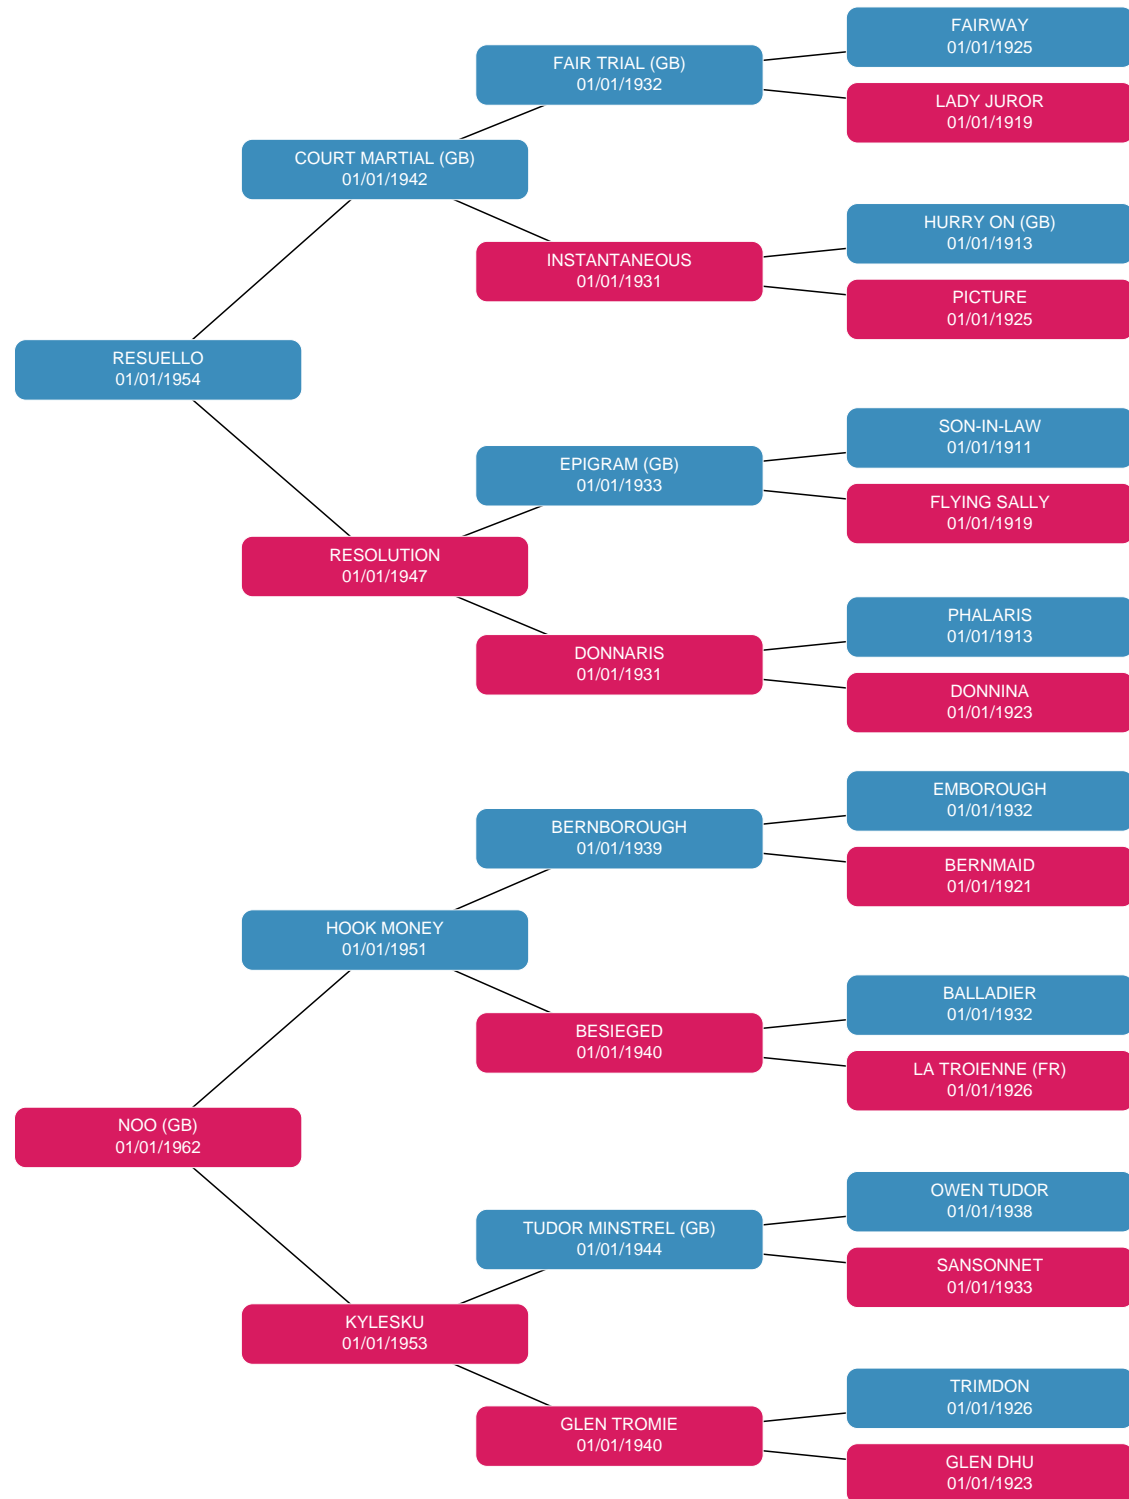 FAIRWAY
01/01/1925
FAIR TRIAL (GB)
01/01/1932
LADY JUROR
01/01/1919
COURT MARTIAL (GB)
01/01/1942
HURRY ON (GB)
01/01/1913
INSTANTANEOUS
01/01/1931
PICTURE
01/01/1925
RESUELLO
01/01/1954
SON-IN-LAW
01/01/1911
EPIGRAM (GB)
01/01/1933
FLYING SALLY
01/01/1919
RESOLUTION
01/01/1947
PHALARIS
01/01/1913
DONNARIS
01/01/1931
DONNINA
01/01/1923
EMBOROUGH
01/01/1932
BERNBOROUGH
01/01/1939
BERNMAID
01/01/1921
HOOK MONEY
01/01/1951
BALLADIER
01/01/1932
BESIEGED
01/01/1940
LA TROIENNE (FR)
01/01/1926
NOO (GB)
01/01/1962
OWEN TUDOR
01/01/1938
TUDOR MINSTREL (GB)
01/01/1944
SANSONNET
01/01/1933
KYLESKU
01/01/1953
TRIMDON
01/01/1926
GLEN TROMIE
01/01/1940
GLEN DHU
01/01/1923